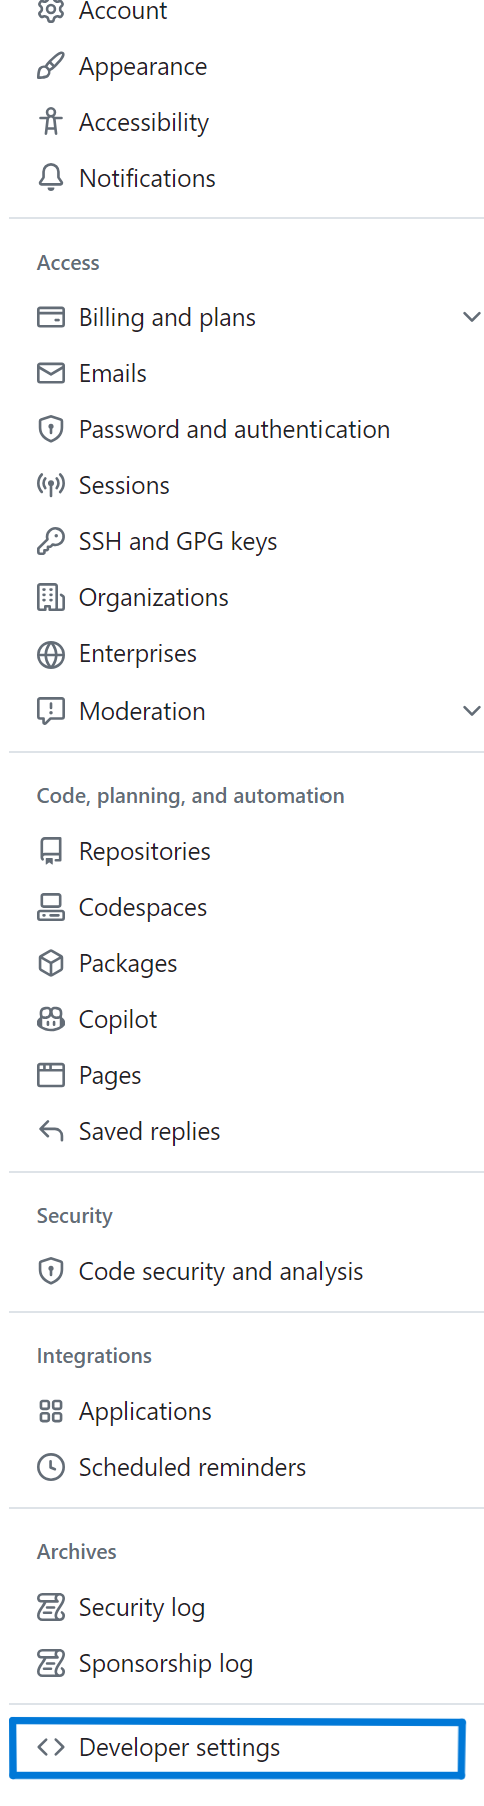 Account
Appearance
Accessibility
Notifications
Access
Billing and plans
Emails
Password and authentication
Sessions
SSH and GPG keys
Organizations
Enterprises
Moderation
Code, planning, and automation
Repositories
Codespaces
Packages
Copilot
Pages
Saved replies
Security
Code security and analysis
Integrations
Applications
Scheduled reminders
Archives
Security log
Sponsorship log
Developer settings